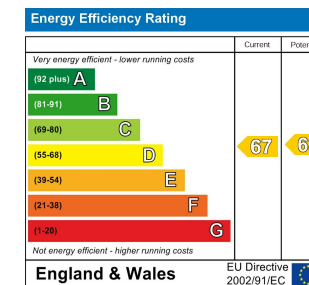 Energy Efficiency Rating
Current
Very energy efficient - lower running costs
(92 plus) A
(81-91) B
(69-80) C
(55-68) D
67
(39-54) E
(21-38) F
(1-20) G
Not energy efficient - higher running costs
England & Wales
EU Directive
2002/91/EC